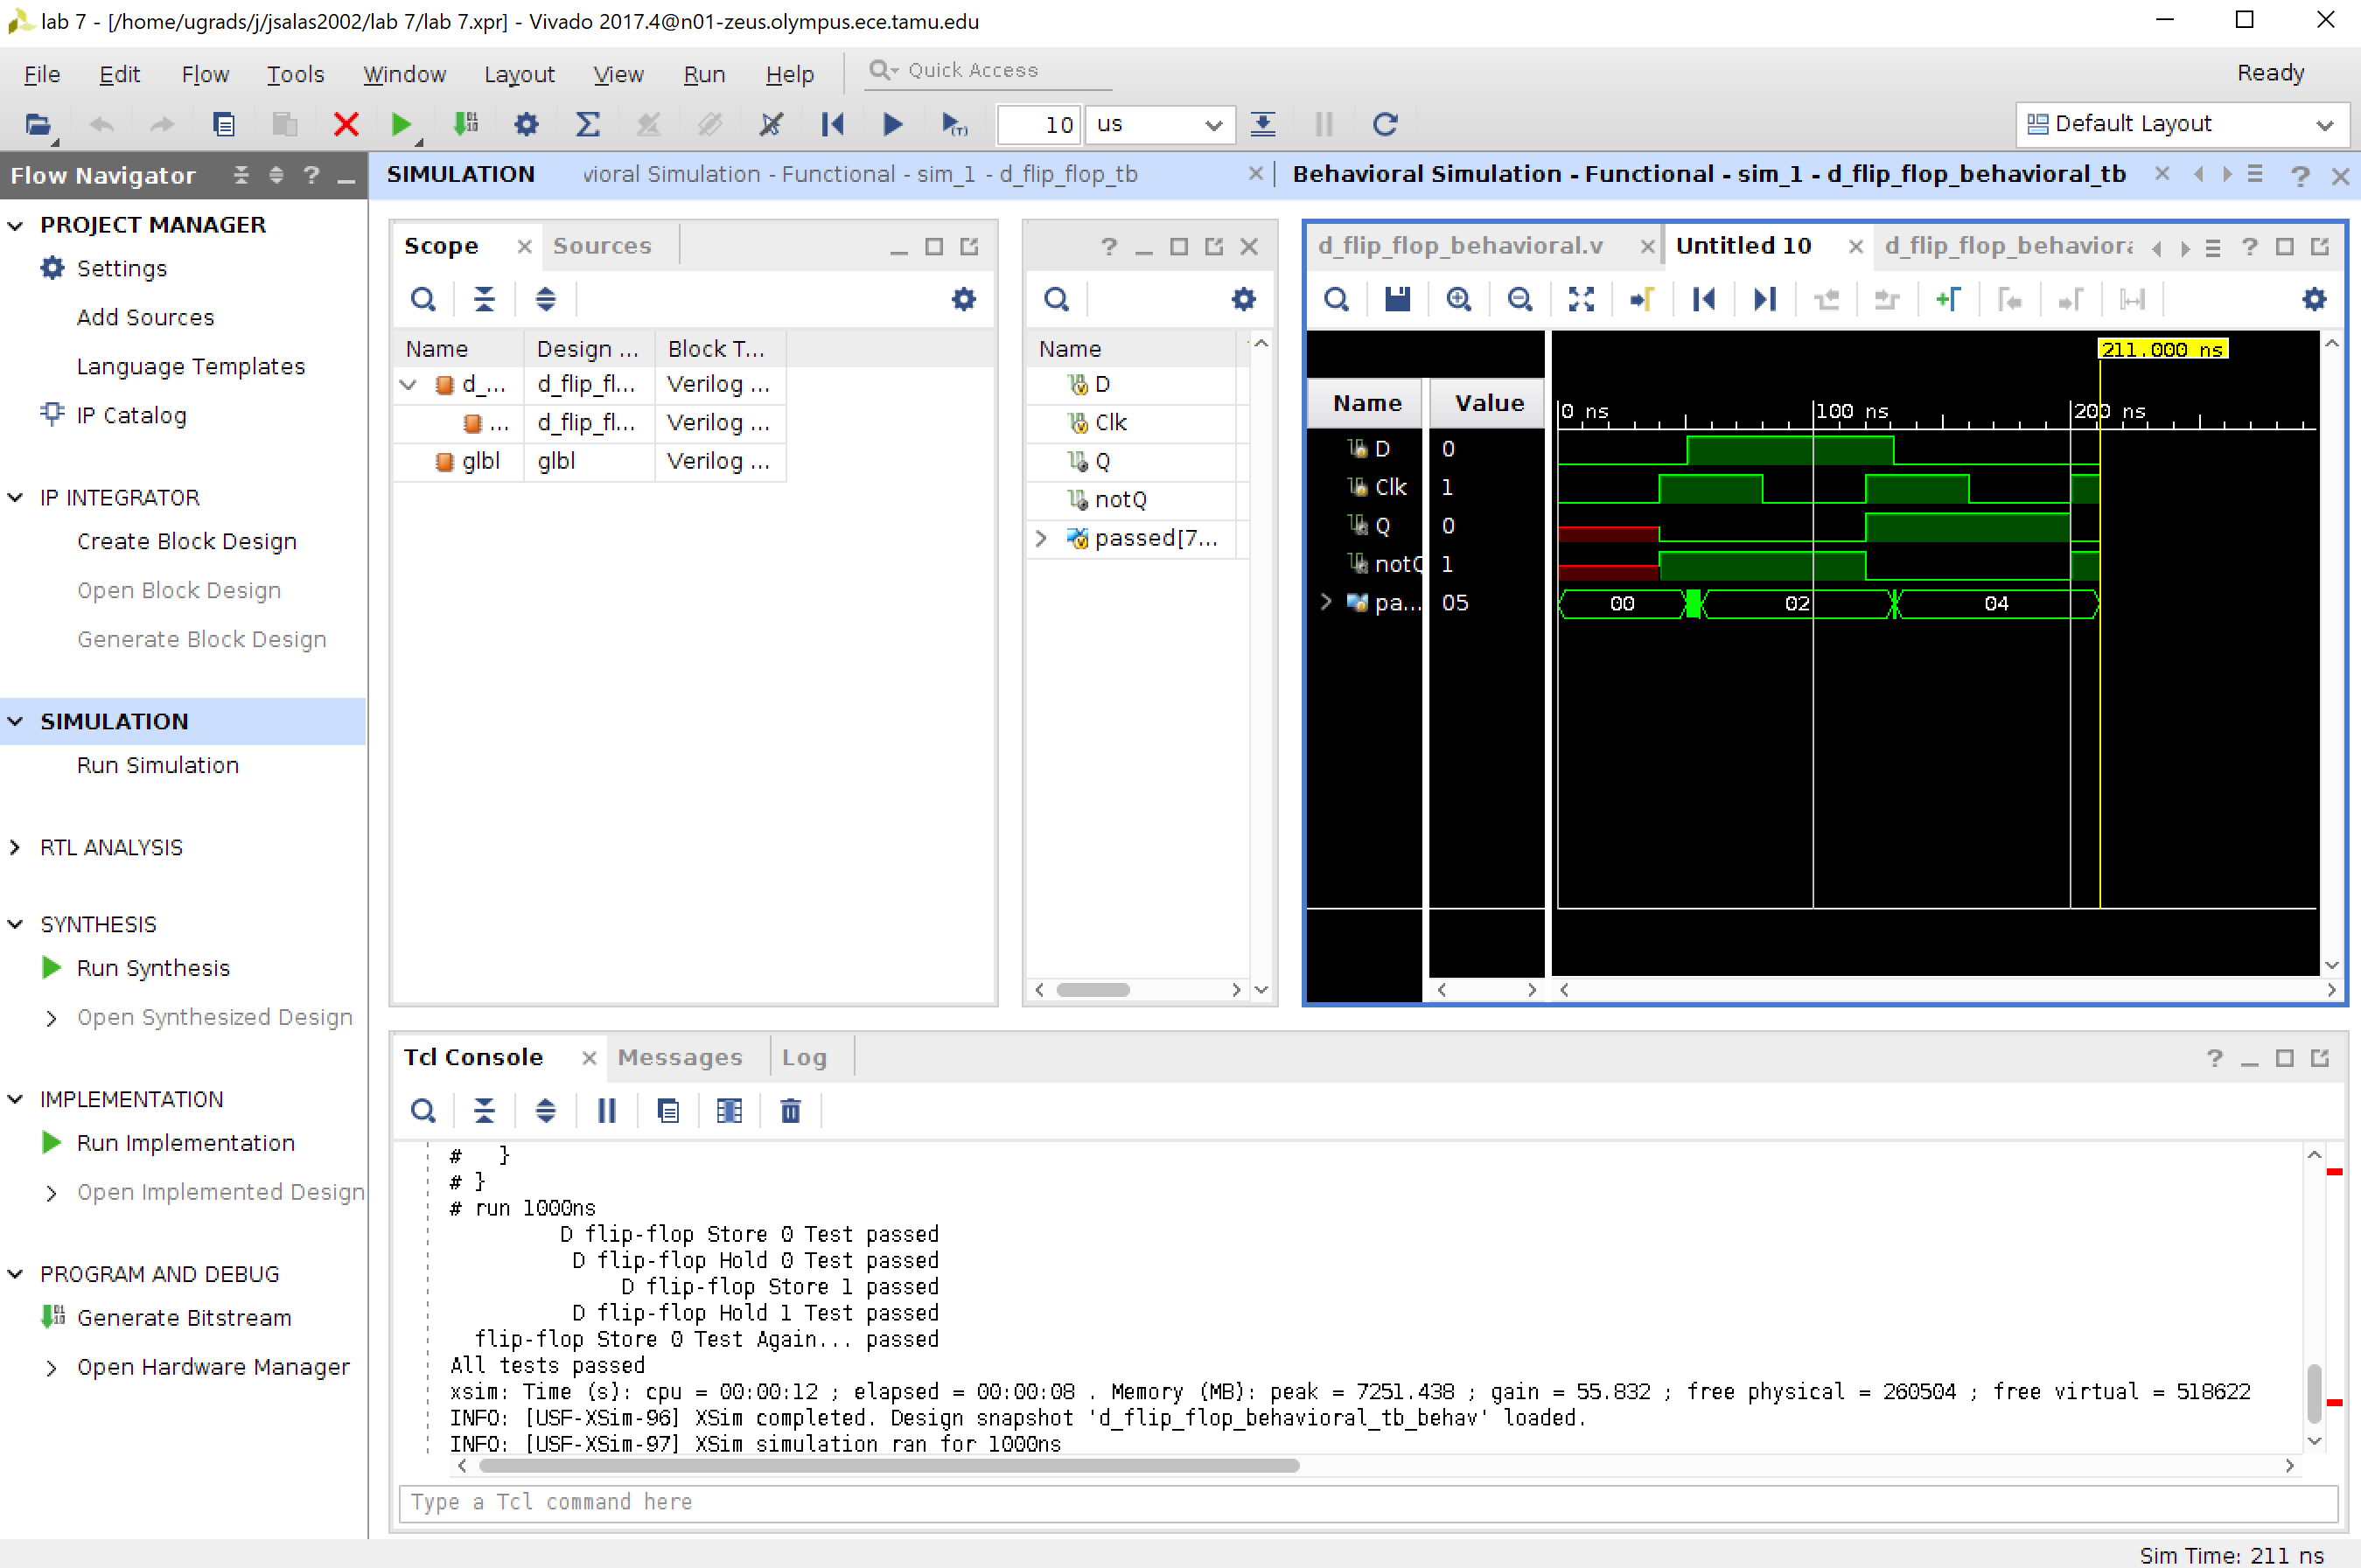 lab 7 - [/home/ugrads/j/jsalas2002/lab 7/lab 7.xpr] - Vivado 2017.4@n01-zeus.olympus.ece.tamu.edu
File Edit Flow Tools Window Layout View Run Help Quick Access Ready
10 us Default Layout
Flow Navigator
PROJECT MANAGER
Settings
Add Sources
Language Templates
IP Catalog
IP INTEGRATOR
Create Block Design
Open Block Design
Generate Block Design
SIMULATION
Run Simulation
RTL ANALYSIS
SYNTHESIS
Run Synthesis
Open Synthesized Design
IMPLEMENTATION
Run Implementation
Open Implemented Design
PROGRAM AND DEBUG
Generate Bitstream
Open Hardware Manager
SIMULATION vioral Simulation - Functional - sim_1 - d_flip_flop_tb Behavioral Simulation - Functional - sim_1 - d_flip_flop_behavioral_tb
Scope Sources
Name Design ... Block T...
d_... d_flip_fl... Verilog ...
... d_flip_fl... Verilog ...
glbl glbl Verilog ...
Name
D
Clk
Q
notQ
passed[7...
d_flip_flop_behavioral.v Untitled 10 d_flip_flop_behaviora
211.000 ns
Name Value 0 ns 100 ns 200 ns
D 0
Clk 1
Q 0
notQ 1
pa... 05 00 02 04
Tcl Console Messages Log
# }
# }
# run 1000ns
D flip-flop Store 0 Test passed
D flip-flop Hold 0 Test passed
D flip-flop Store 1 passed
D flip-flop Hold 1 Test passed
flip-flop Store 0 Test Again... passed
All tests passed
xsim: Time (s): cpu = 00:00:12 ; elapsed = 00:00:08 . Memory (MB): peak = 7251.438 ; gain = 55.832 ; free physical = 260504 ; free virtual = 518622
INFO: [USF-XSim-96] XSim completed. Design snapshot 'd_flip_flop_behavioral_tb_behav' loaded.
INFO: [USF-XSim-97] XSim simulation ran for 1000ns
Type a Tcl command here
Sim Time: 211 ns